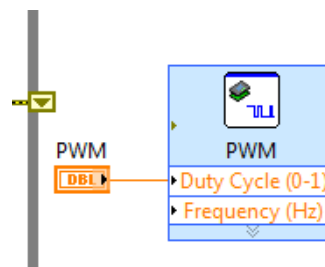 PWM
DBL
PWM
Duty Cycle (0-1)
Frequency (Hz)